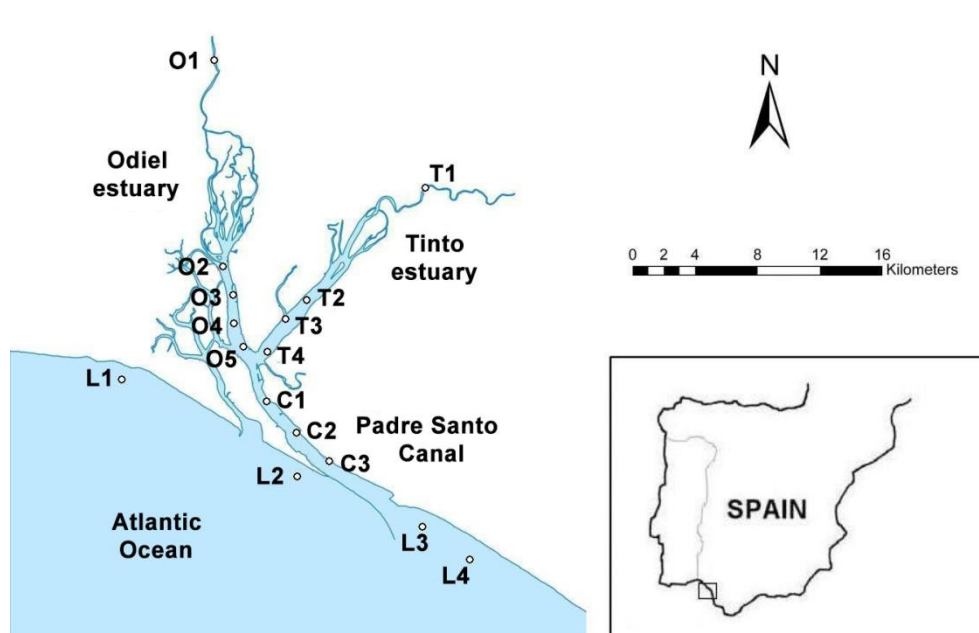 O1
N
Odiel
estuary
T1
Tinto
estuary
O2
O3
T2
O4
T3
O5
T4
0 2 4 8 12 16
Kilometers
L1
C1
Padre Santo
Canal
C2
C3
L2
Atlantic
Ocean
L3
L4
SPAIN